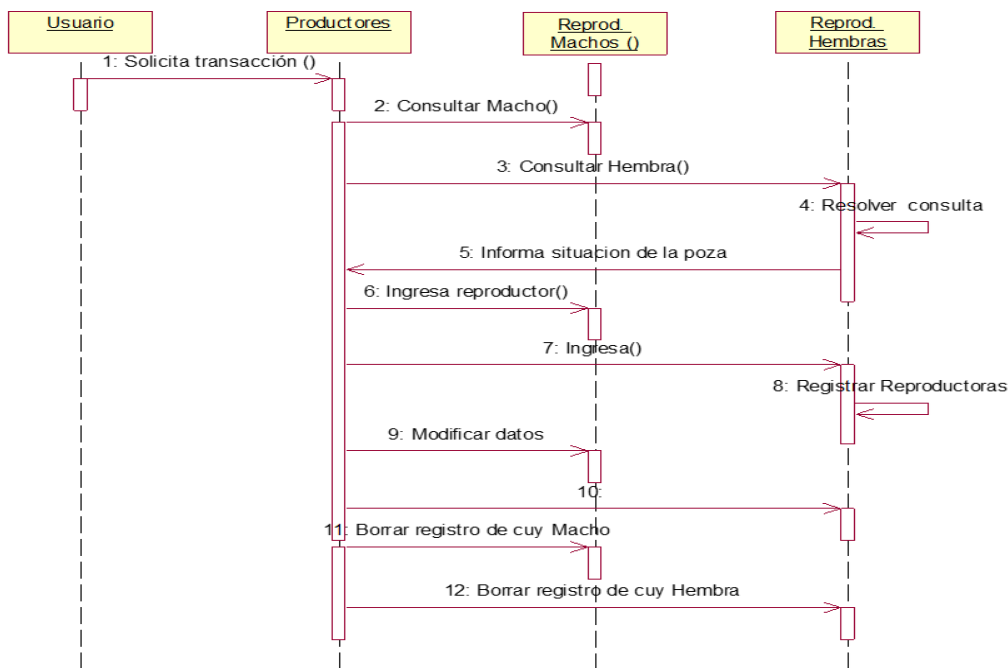 Usuario
Productores
Reprod.
Machos ()
Reprod.
Hembras
1: Solicita transacción ()
2: Consultar Macho()
3: Consultar Hembra()
4: Resolver consulta
5: Informa situacion de la poza
6: Ingresa reproductor()
7: Ingresa()
8: Registrar Reproductoras
9: Modificar datos
10:
11: Borrar registro de cuy Macho
12: Borrar registro de cuy Hembra